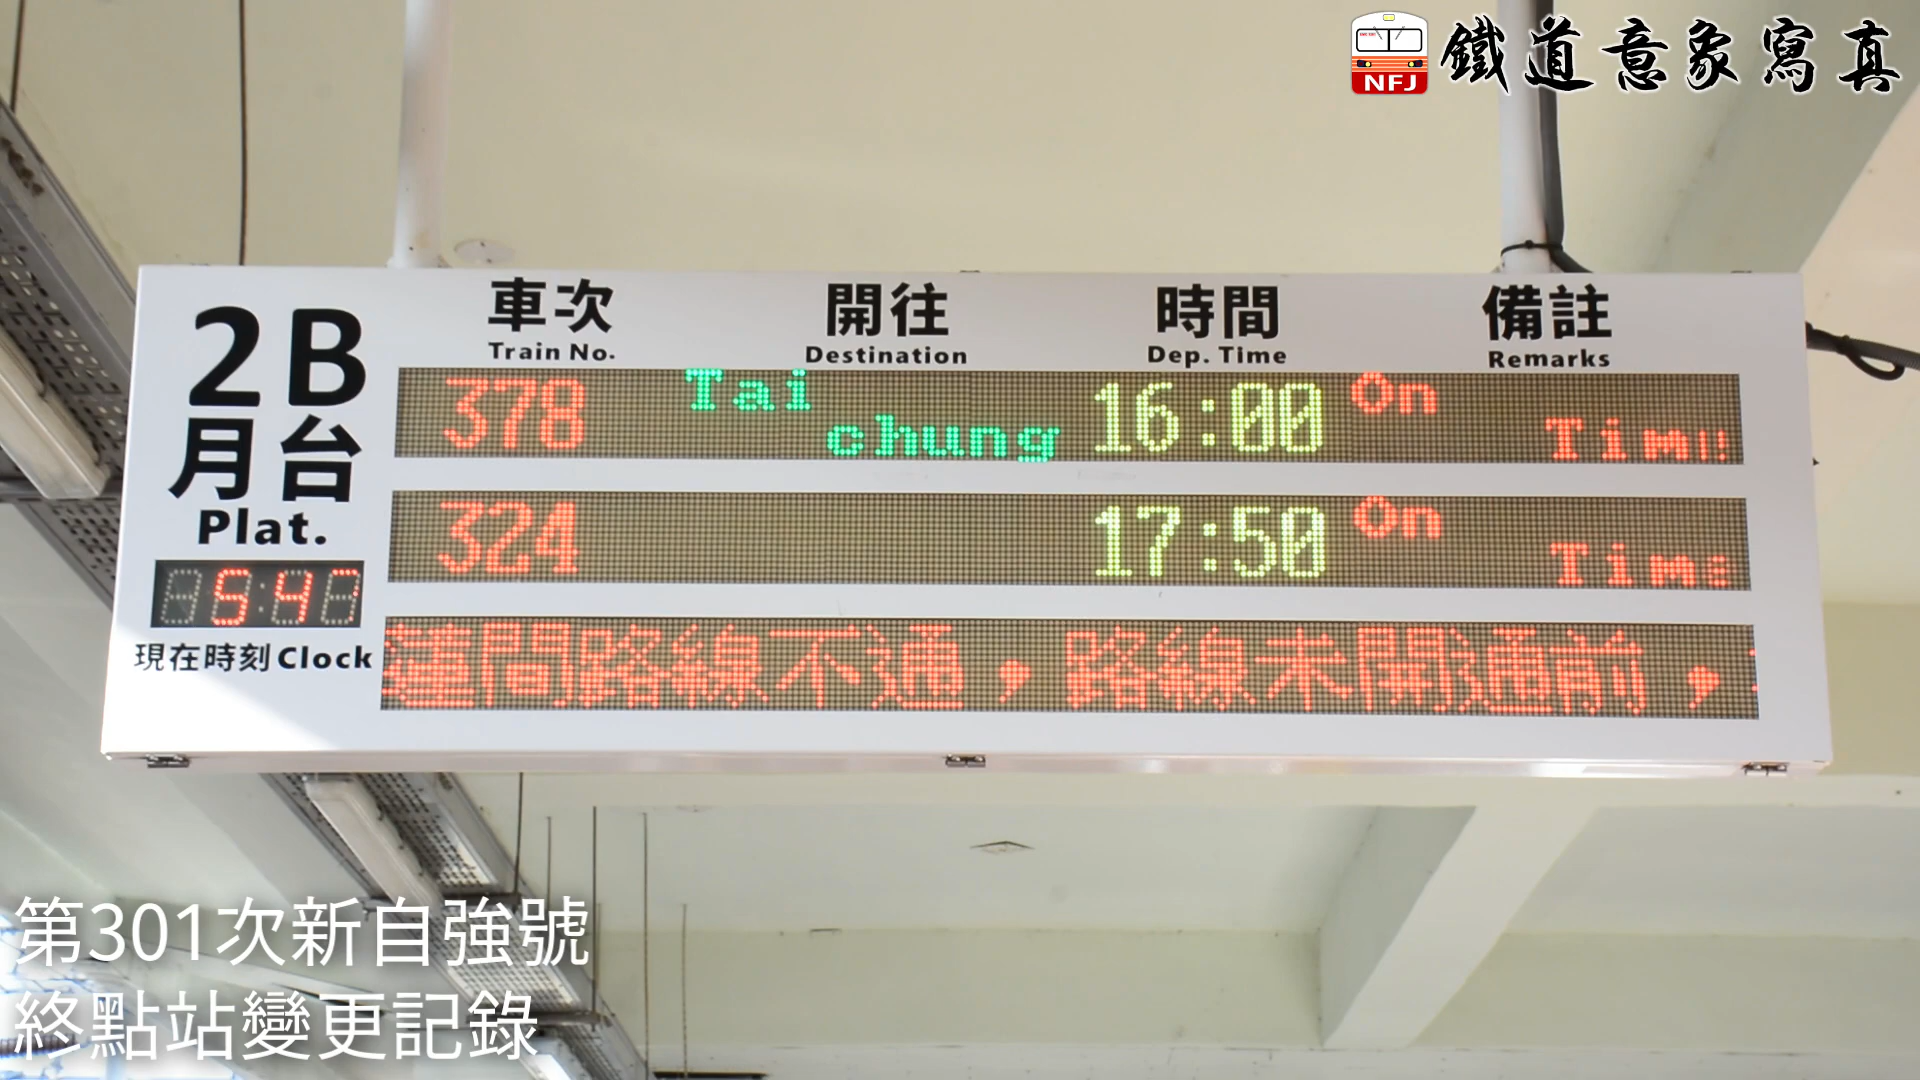 NFJ 鐵道意象寫真
2B
月台
Plat.
車次 開往 時間 備註
Train No. Destination Dep. Time Remarks
378 Tai chung 16:00 On Tim
324 17:50 On Time
蓮間路線不通，路線未開通前，
現在時刻 Clock
第301次新自強號
終點站變更記錄